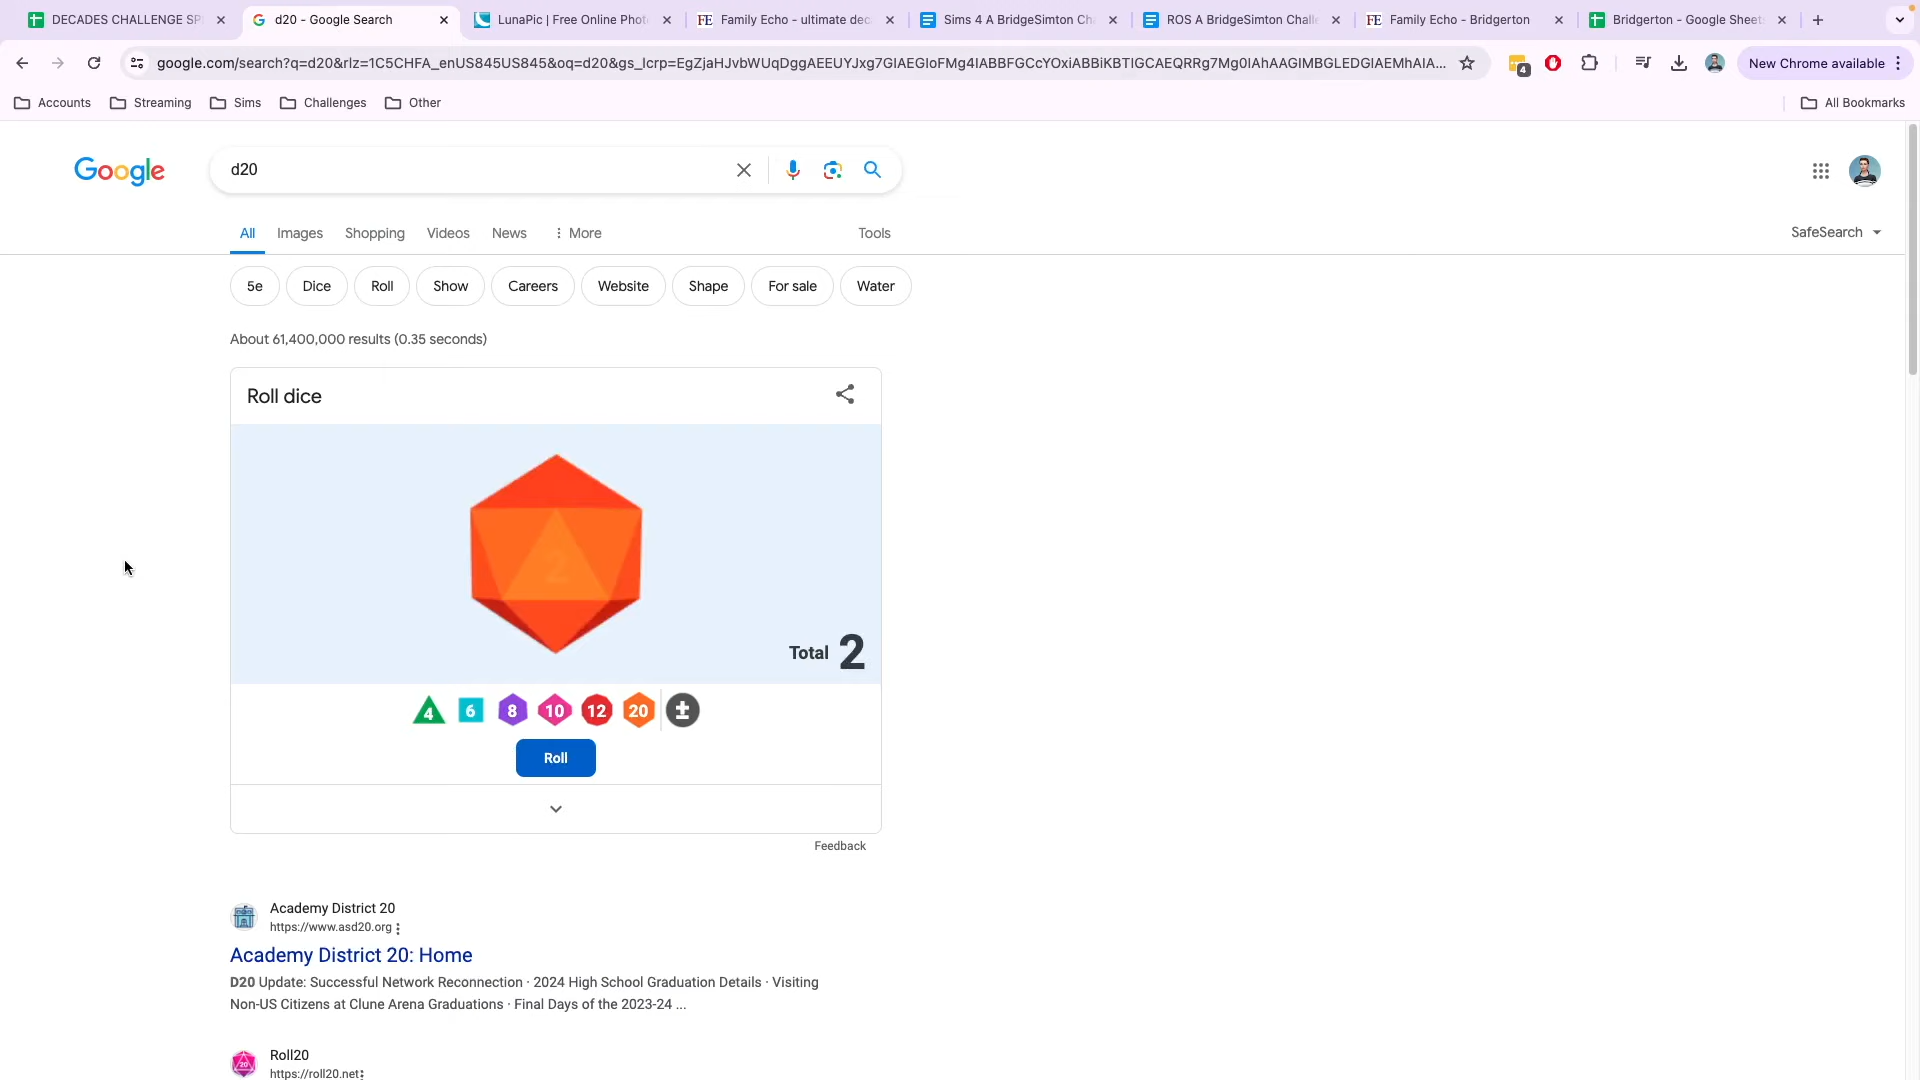 DECADES CHALLENGE SP
d20 - Google Search
LunaPic | Free Online Phot
FE Family Echo - ultimate dec
Sims 4 A BridgeSimton Ch
ROS A BridgeSimton Chall
FE Family Echo - Bridgerton
Bridgerton - Google Sheet
google.com/search?q=d20&rlz=1C5CHFA_enUS845US845&oq=d20&gs_lcrp=EgZjaHJvbWUqDggAEEUYJxg7GIAEGIoFMg4IABBFGCcYOxiABBiKBTIGCAEQRRg7Mg0IAhAAGIMBGLEDGIAEMhAIA...
4
New Chrome available
Accounts
Streaming
Sims
Challenges
Other
All Bookmarks
Google
d20
All
Images
Shopping
Videos
News
More
Tools
SafeSearch
5e
Dice
Roll
Show
Careers
Website
Shape
For sale
Water
About 61,400,000 results (0.35 seconds)
Roll dice
2
Total 2
4 6 8 10 12 20 ±
Roll
Feedback
Academy District 20
https://www.asd20.org
Academy District 20: Home
D20 Update: Successful Network Reconnection · 2024 High School Graduation Details · Visiting
Non-US Citizens at Clune Arena Graduations · Final Days of the 2023-24 ...
20
Roll20
https://roll20.net